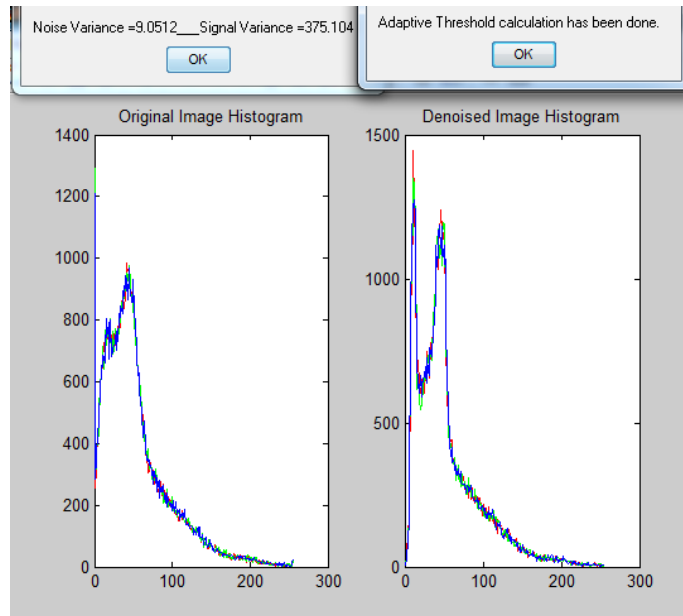 Noise Variance =9.0512___Signal Variance =375.104
OK
Adaptive Threshold calculation has been done.
OK
Original Image Histogram
1400
1200
1000
800
600
400
200
0
0 100 200 300
Denoised Image Histogram
1500
1000
500
0
0 100 200 300